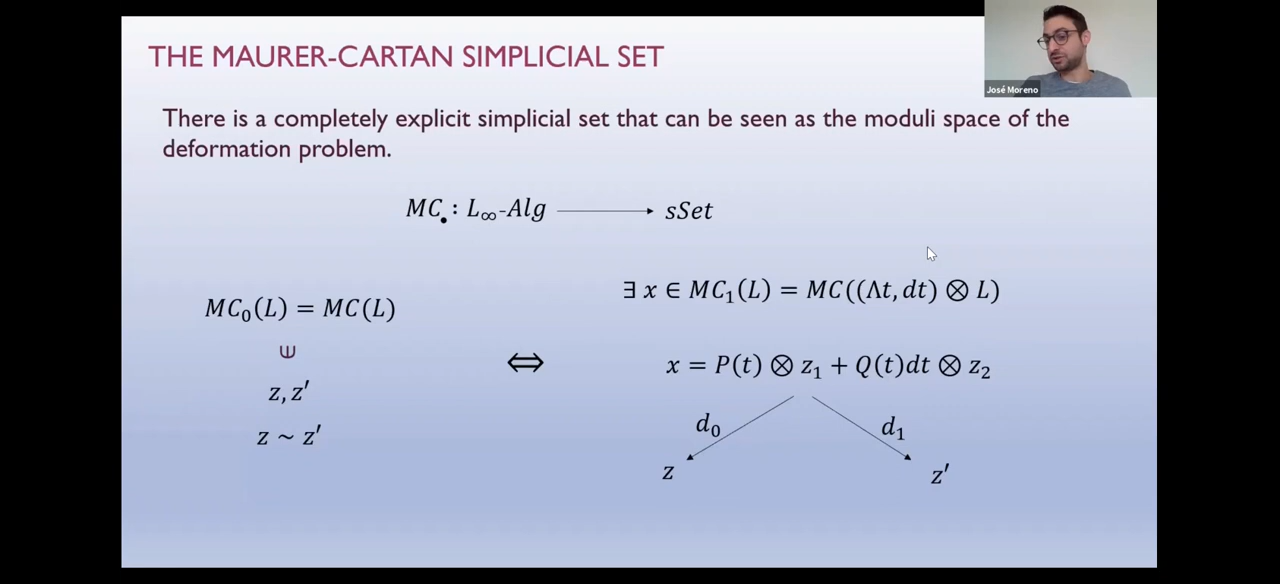 THE MAURER-CARTAN SIMPLICIAL SET
José Moreno
There is a completely explicit simplicial set that can be seen as the moduli space of the
deformation problem.
MC• : L∞-Alg ⟶ sSet
∃ x ∈ MC₁(L) = MC((Λt, dt) ⊗ L)
MC₀(L) = MC(L)
∈
z, z′
z ~ z′
⇔
x = P(t) ⊗ z₁ + Q(t)dt ⊗ z₂
d₀
d₁
z
z′